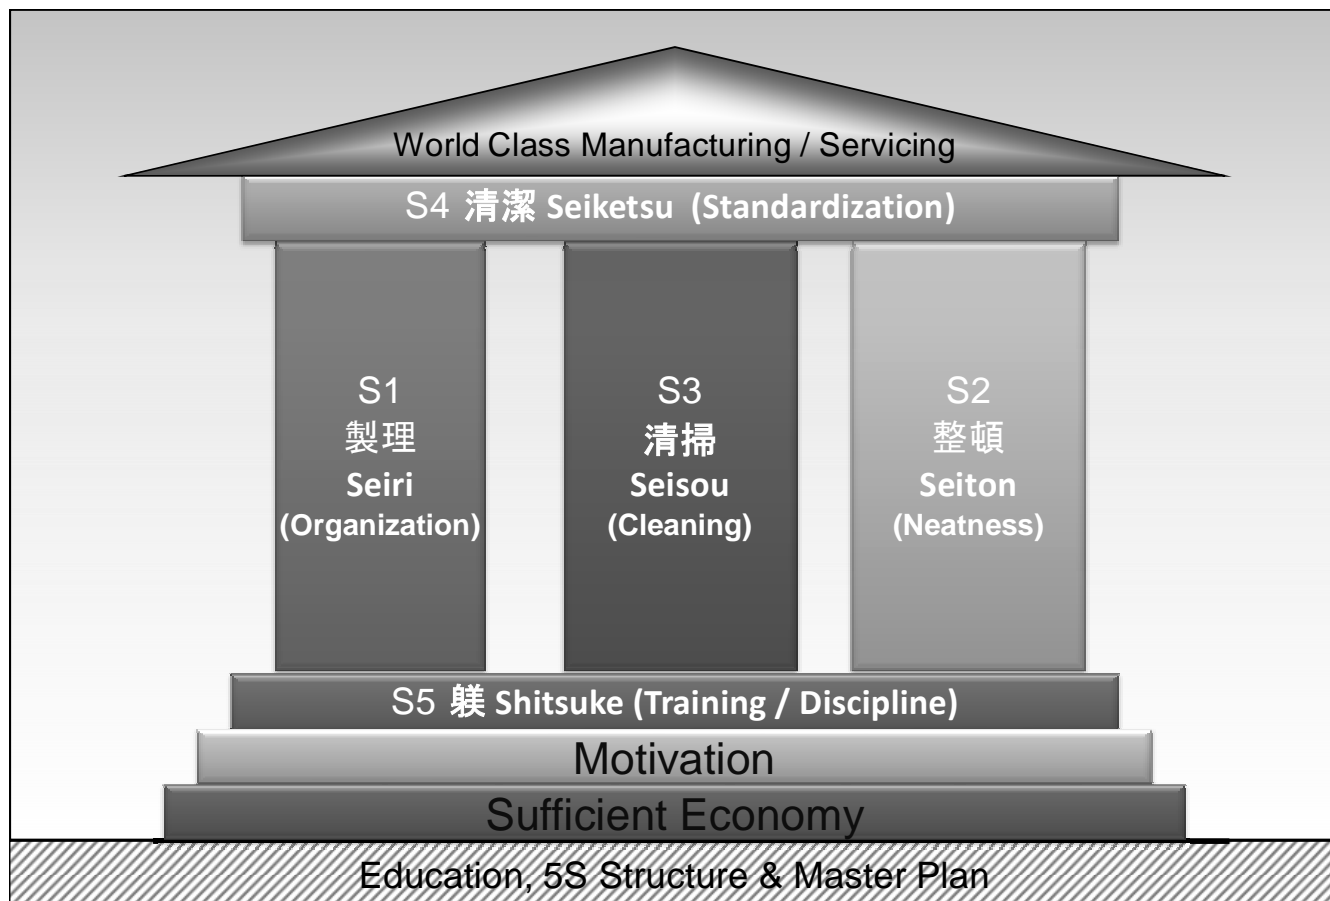 World Class Manufacturing / Servicing
S4 清潔 Seiketsu (Standardization)
S1
製理
Seiri
(Organization)
S3
清掃
Seisou
(Cleaning)
S2
整頓
Seiton
(Neatness)
S5 躾 Shitsuke (Training / Discipline)
Motivation
Sufficient Economy
Education, 5S Structure & Master Plan